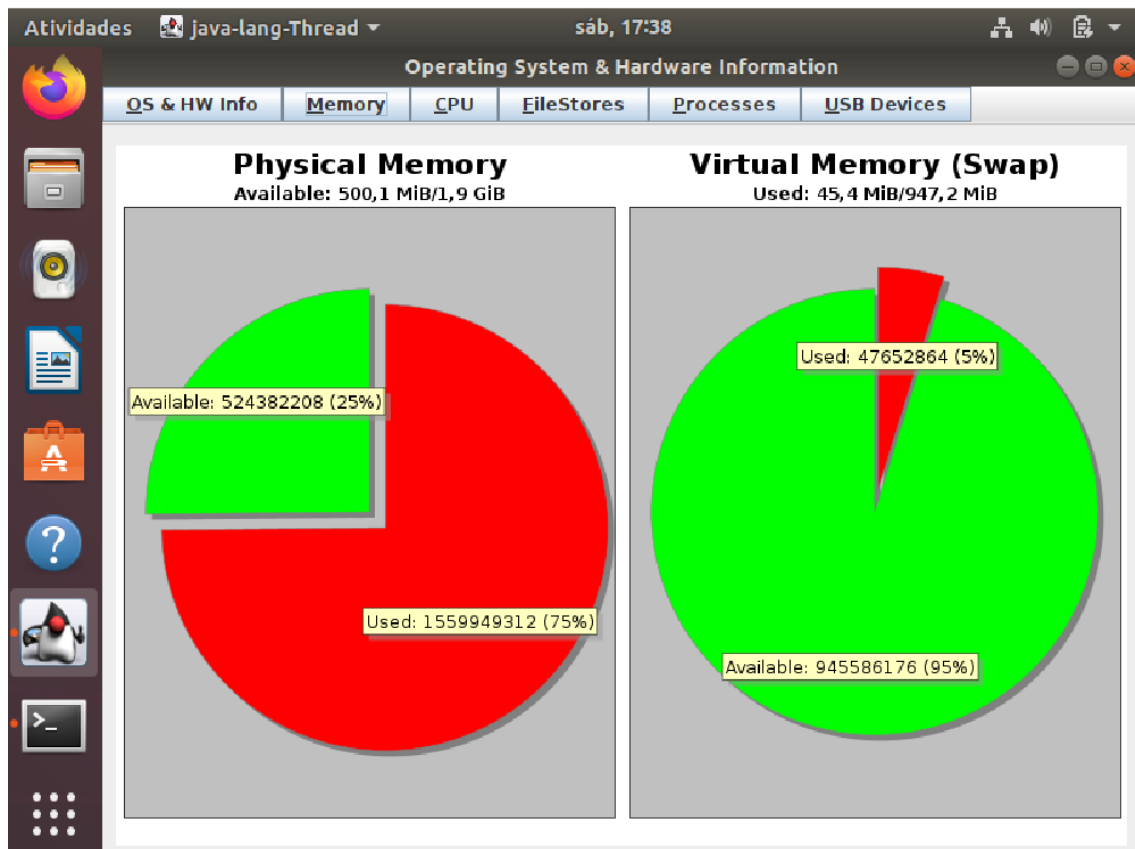 Atividades java-lang-Thread sáb, 17:38
Operating System & Hardware Information
OS & HW Info Memory CPU FileStores Processes USB Devices
Physical Memory
Available: 500,1 MiB/1,9 GiB
Available: 524382208 (25%)
Used: 1559949312 (75%)
Virtual Memory (Swap)
Used: 45,4 MiB/947,2 MiB
Used: 47652864 (5%)
Available: 945586176 (95%)